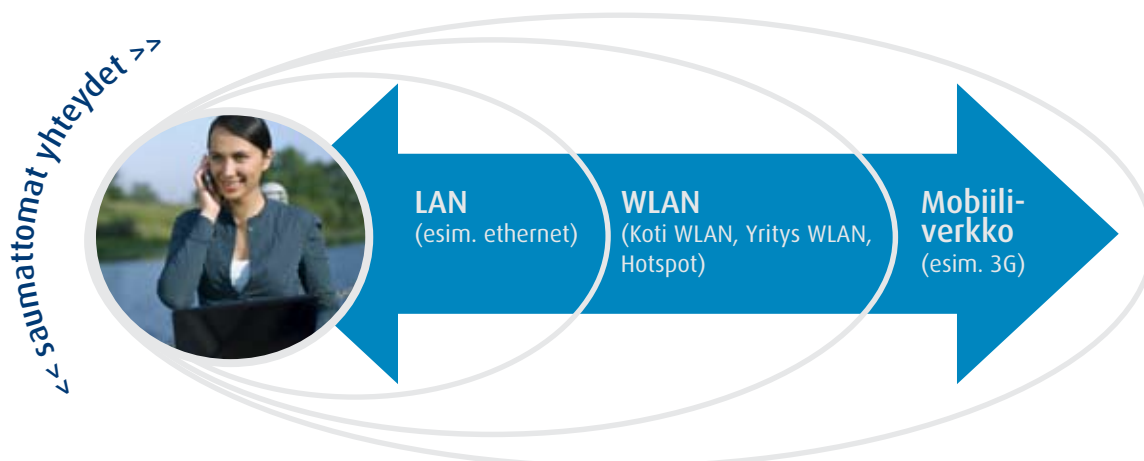 << saumattomat yhteydet >>
LAN
(esim. ethernet)
WLAN
(Koti WLAN, Yritys WLAN,
Hotspot)
Mobiili-
verkko
(esim. 3G)